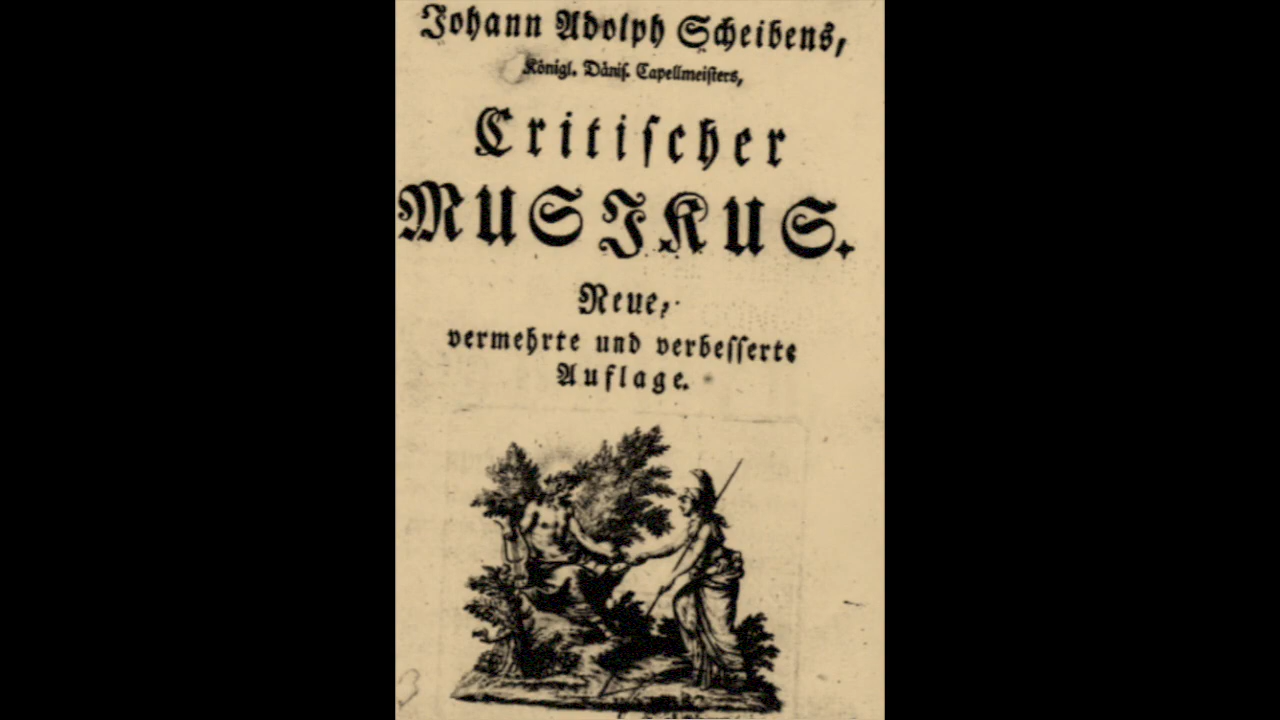 Johann Adolph Scheibens,
Königl. Dänis. Capellmeisters,
Critischer
MUSIKUS.
Neue,
vermehrte und verbesserte
Auflage.